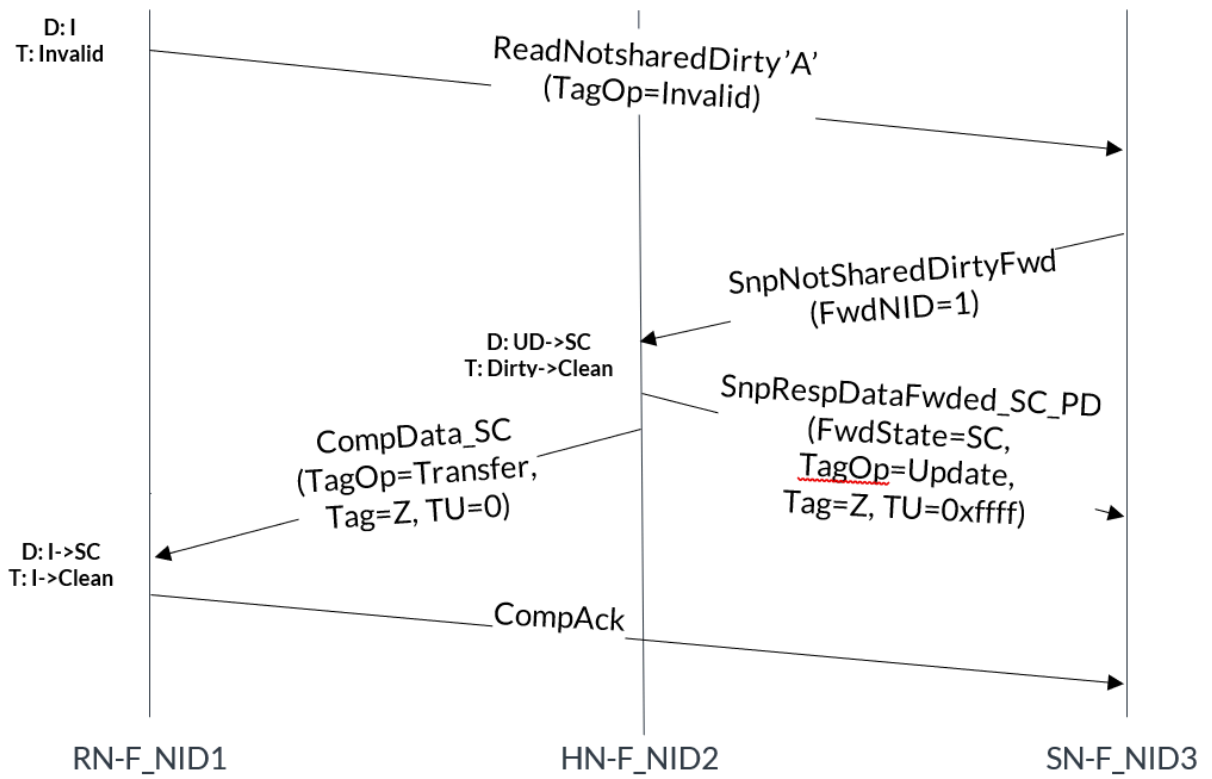 D: I
T: Invalid
ReadNotsharedDirty'A'
(TagOp=Invalid)
SnpNotSharedDirtyFwd
(FwdNID=1)
D: UD->SC
T: Dirty->Clean
SnpRespDataFwded_SC_PD
(FwdState=SC,
TagOp=Update,
Tag=Z, TU=0xffff)
CompData_SC
(TagOp=Transfer,
Tag=Z, TU=0)
D: I->SC
T: I->Clean
CompAck
RN-F_NID1
HN-F_NID2
SN-F_NID3